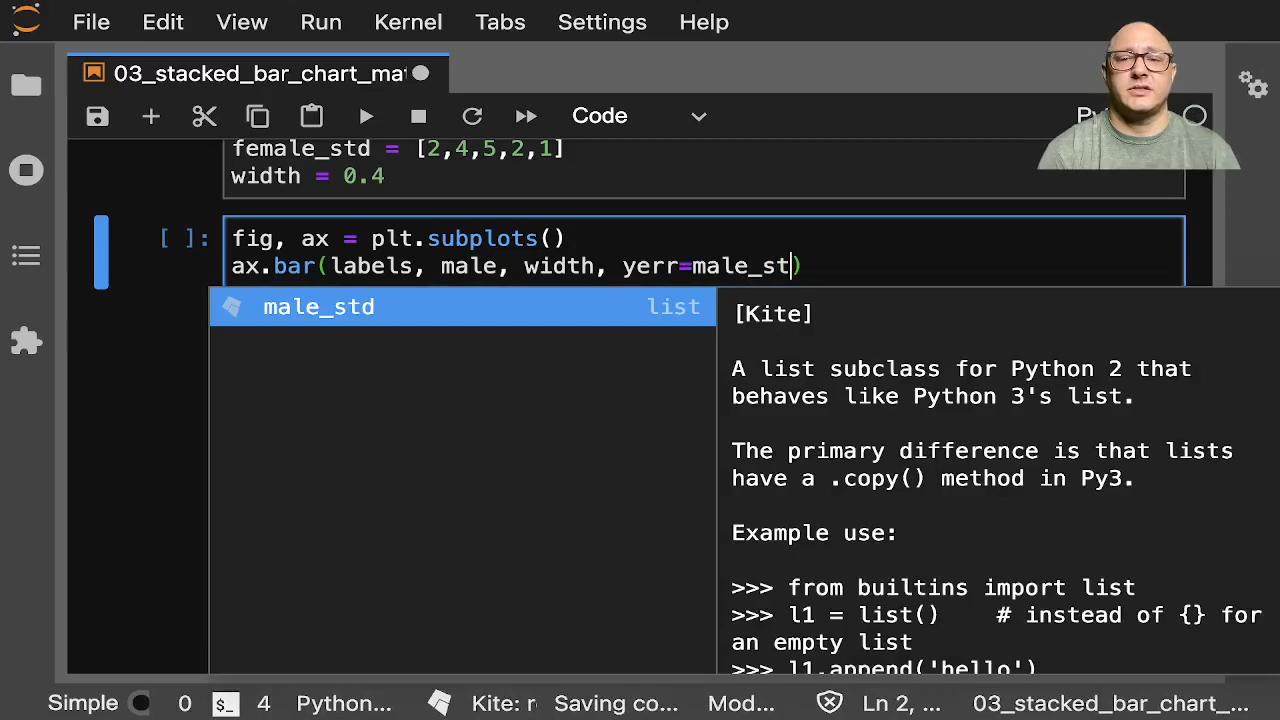 File Edit View Run Kernel Tabs Settings Help
03_stacked_bar_chart_mat
Code
female_std = [2,4,5,2,1]
width = 0.4
[ ]: fig, ax = plt.subplots()
ax.bar(labels, male, width, yerr=male_st)
male_std list
[Kite]
A list subclass for Python 2 that
behaves like Python 3's list.
The primary difference is that lists
have a .copy() method in Py3.
Example use:
>>> from builtins import list
>>> l1 = list() # instead of {} for
an empty list
>>> l1.append('hello')
Simple 0 $_ 4 Python... Kite: r Saving co... Mod... Ln 2, ... 03_stacked_bar_chart_...